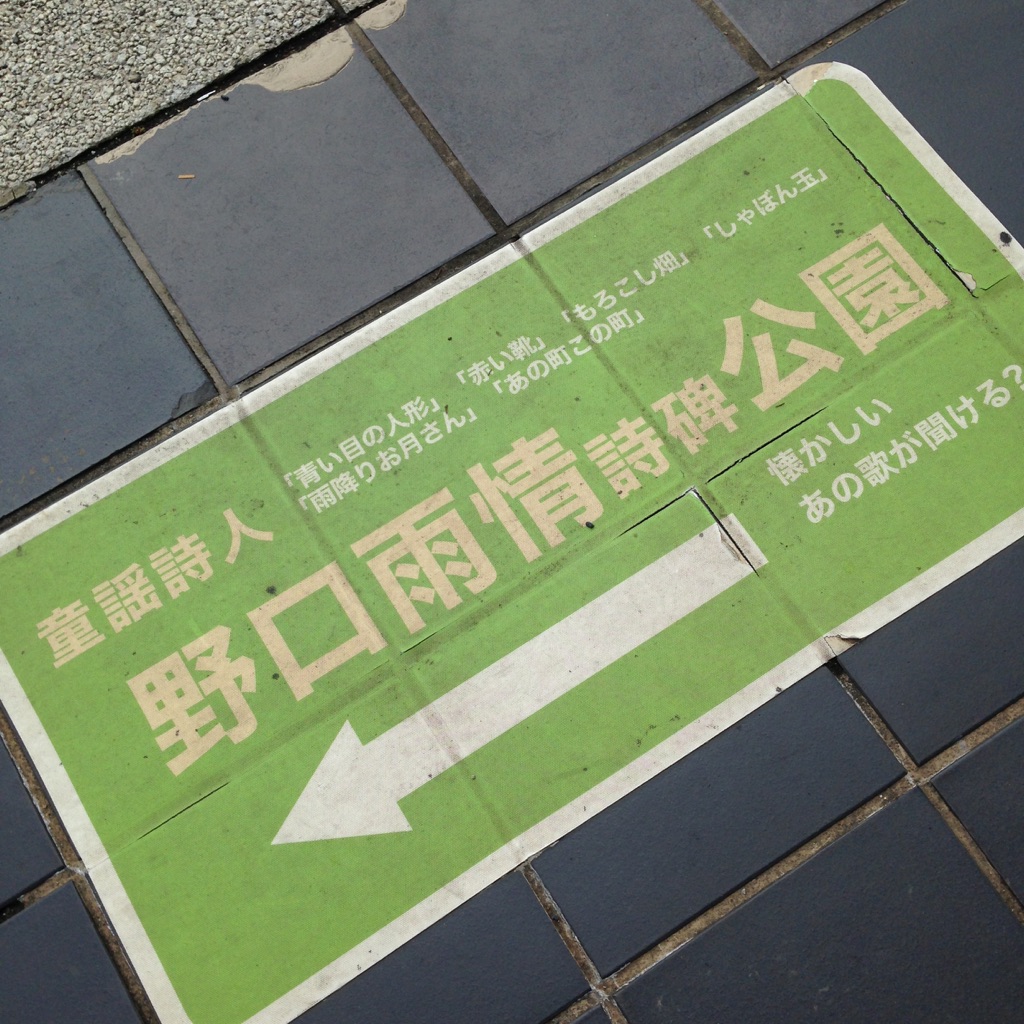 「青い目の人形」 「赤い靴」 「もろこし畑」 「しゃぼん玉」
「雨降りお月さん」 「あの町この町」
童謡詩人
野口雨情詩碑公園
懐かしい
あの歌が聞ける?